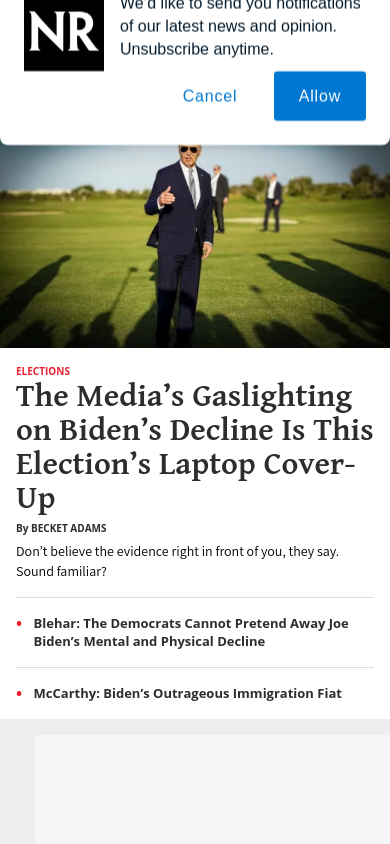 We'd like to send you notifications
NR
of our latest news and opinion.
Unsubscribe anytime.
Cancel
Allow
ELECTIONS
The Media’s Gaslighting
on Biden’s Decline Is This
Election’s Laptop Cover-
Up
By BECKET ADAMS
Don’t believe the evidence right in front of you, they say.
Sound familiar?
Blehar: The Democrats Cannot Pretend Away Joe
Biden’s Mental and Physical Decline
McCarthy: Biden’s Outrageous Immigration Fiat